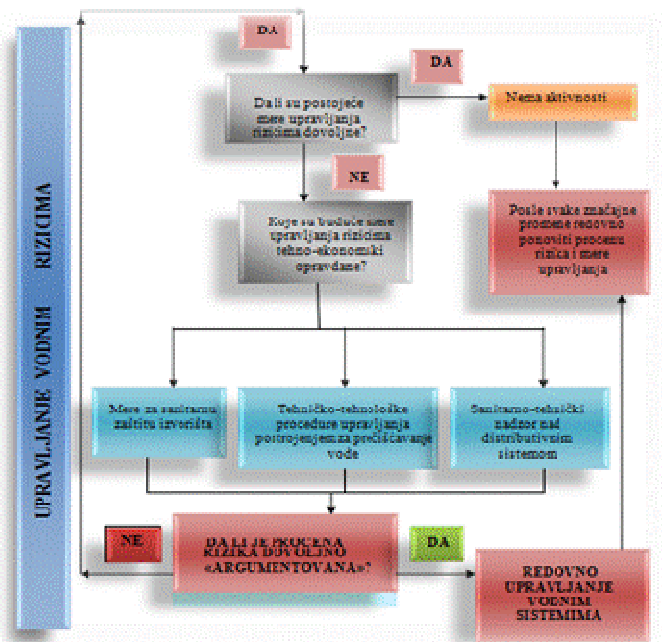 DA
DA
Da li su postojeće
mere upravljanja
rizicima dovoljne?
Nema aktivnosti
NE
Koje su buduće mere
upravljanja rizicima
tehno-ekonomski
opravdane?
Posle svake značajne
promene redovno
ponoviti procenu
rizica i mere
upravljanja
UPRAVLJANJE VODNIM RIZICIMA
Mere za sanitarnu
zaštitu izvorišta
Tehničko-tehnološke
procedure upravljanja
postrojenjem za prečišćavanje
vode
Sanitarno-tehnički
nadzor nad
distributivnim
sistemom
NE
DA LI JE PROCENA
RIZIKA DOVOLJNO
«ARGUMENTOVANA»?
DA
REDOVNO
UPRAVLJANJE
VODNIM
SISTEMIMA